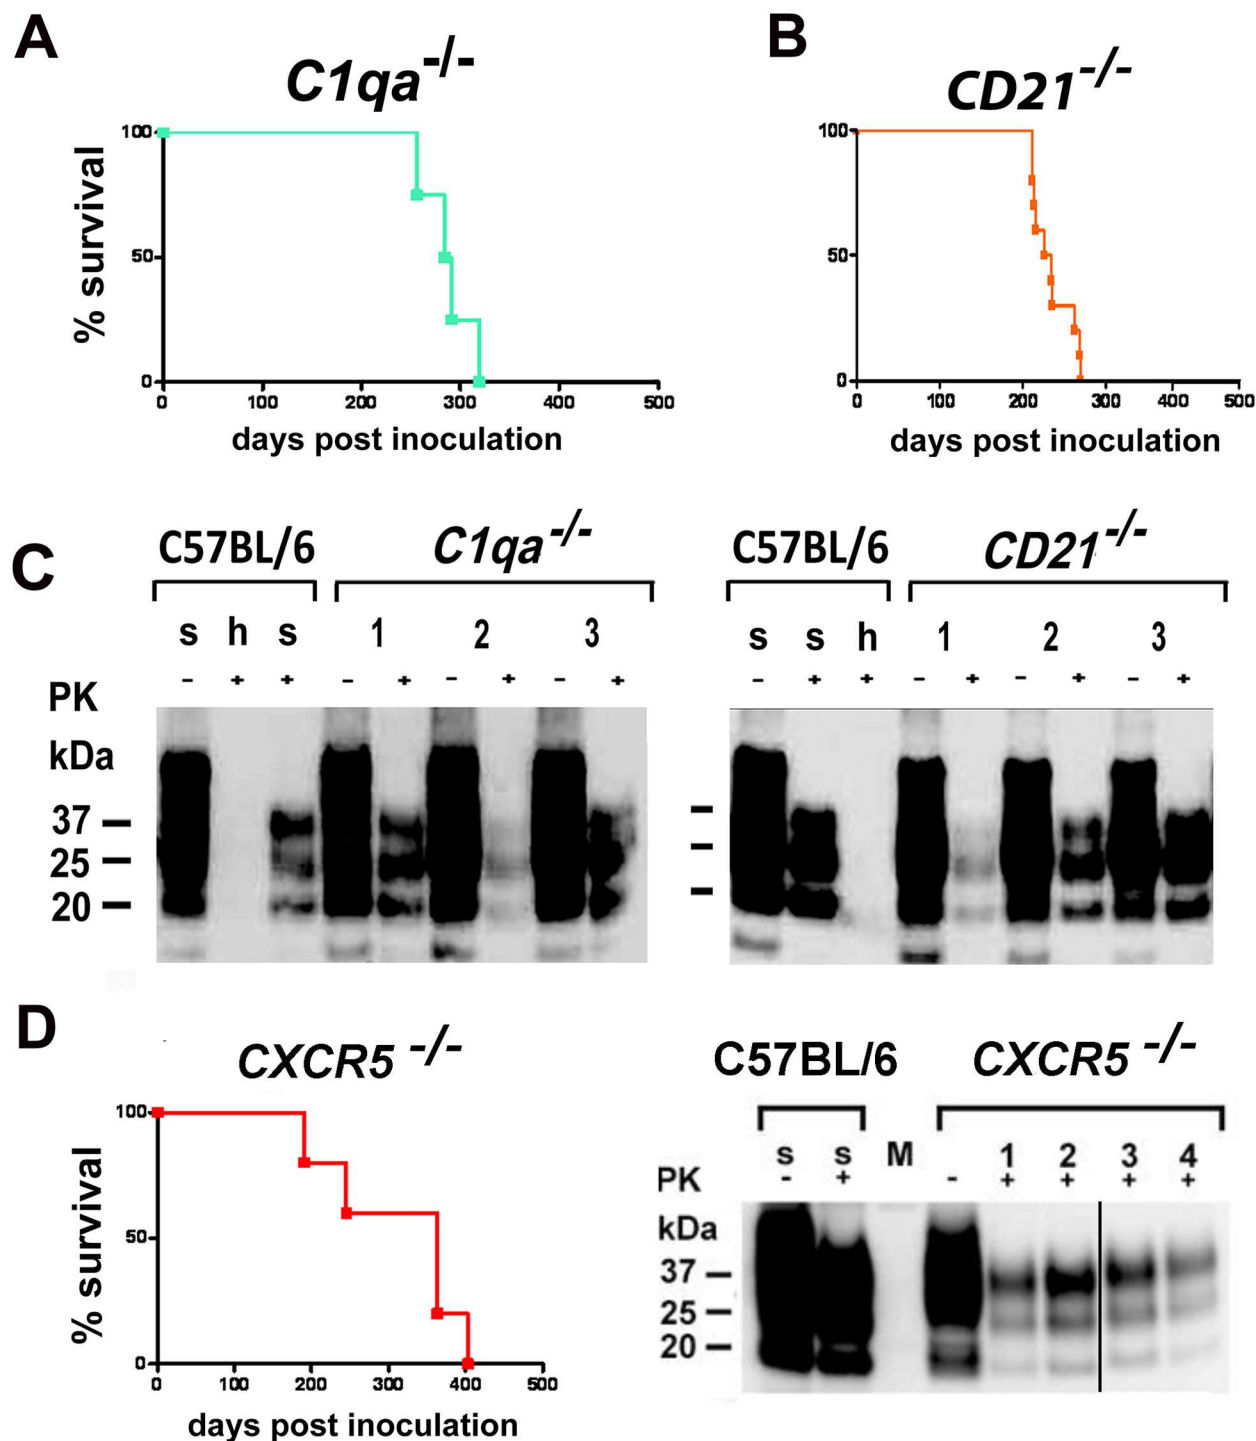 A
C1qa-/-
% survival
100
50
0
0 100 200 300 400 500
days post inoculation
B
CD21-/-
100
50
0
0 100 200 300 400 500
days post inoculation
C
C57BL/6 C1qa-/-
s h s 1 2 3
PK - + + - + - + - +
kDa
37
25
20
C57BL/6 CD21-/-
s s h 1 2 3
- + + - + - + - +
D
CXCR5 -/-
% survival
100
50
0
0 100 200 300 400 500
days post inoculation
C57BL/6 CXCR5 -/-
s s M 1 2 3 4
PK - + - + + + +
kDa
37
25
20